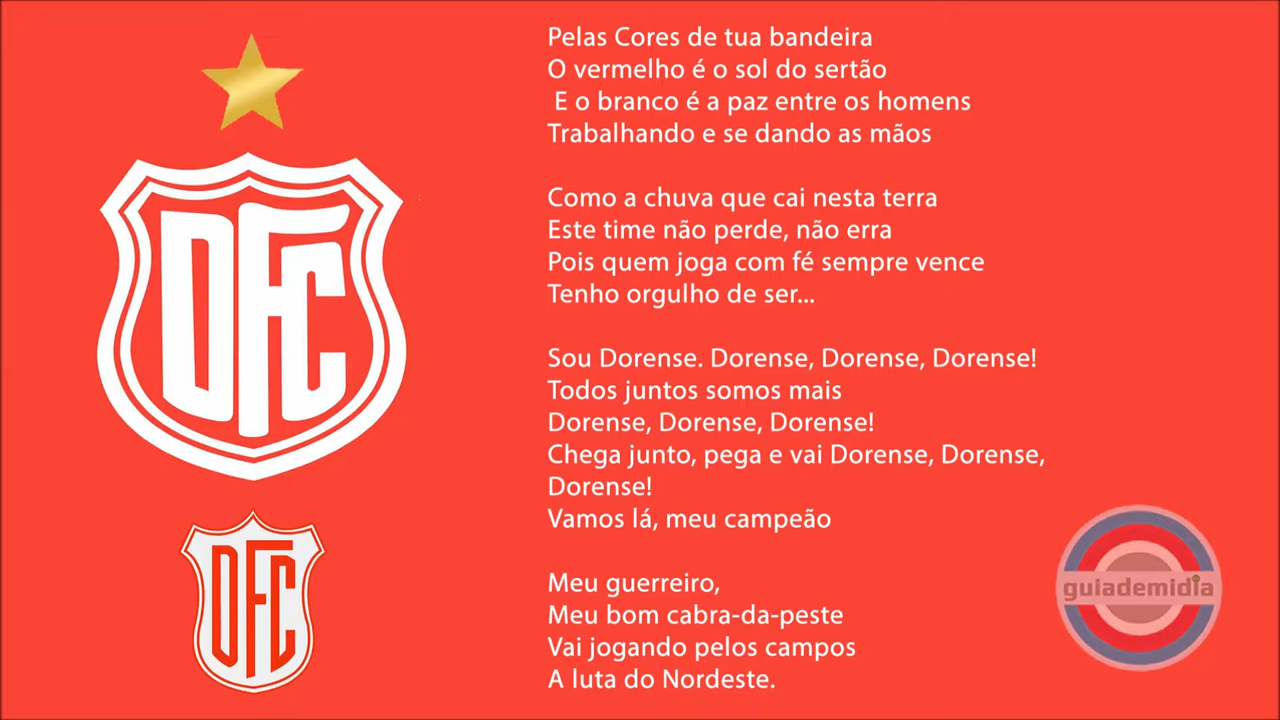 DFC
DFC
Pelas Cores de tua bandeira
O vermelho é o sol do sertão
E o branco é a paz entre os homens
Trabalhando e se dando as mãos
Como a chuva que cai nesta terra
Este time não perde, não erra
Pois quem joga com fé sempre vence
Tenho orgulho de ser...
Sou Dorense. Dorense, Dorense, Dorense!
Todos juntos somos mais
Dorense, Dorense, Dorense!
Chega junto, pega e vai Dorense, Dorense,
Dorense!
Vamos lá, meu campeão
Meu guerreiro,
Meu bom cabra-da-peste
Vai jogando pelos campos
A luta do Nordeste.
guiademidia